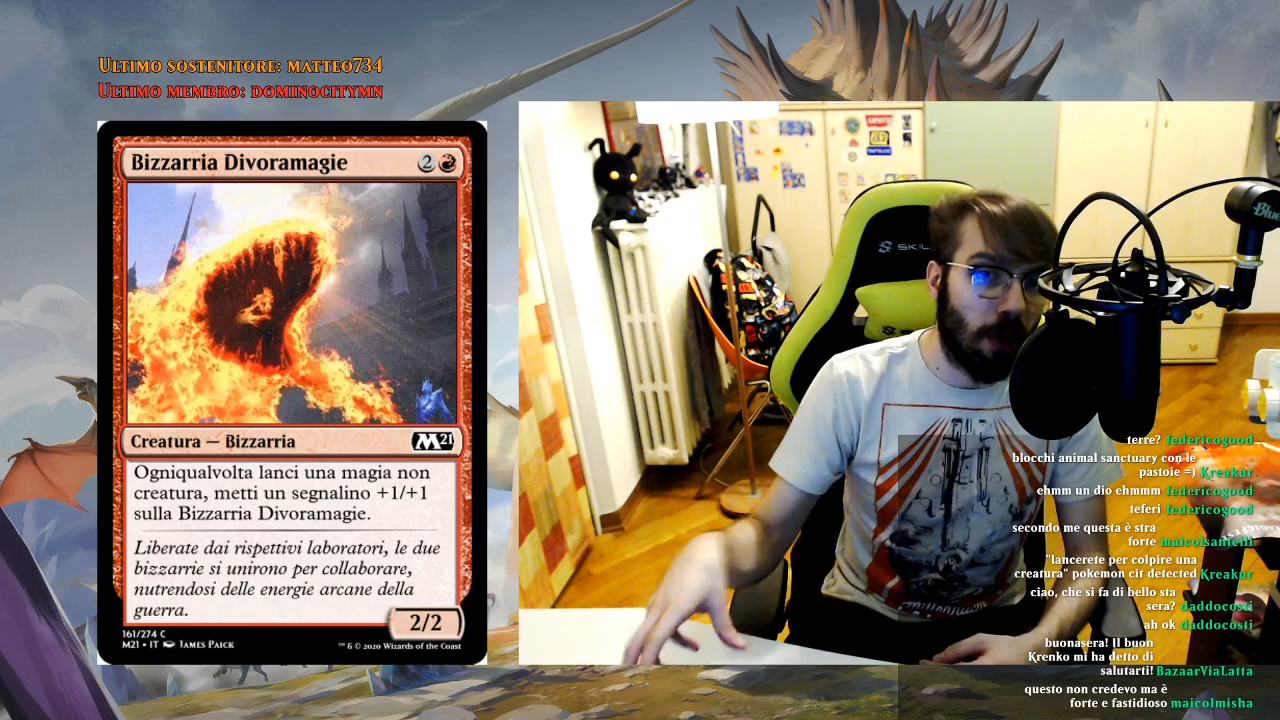 Ultimo sostenitore: matteo734
Ultimo membro: dominocitymn
Bizzarria Divoramagie 2
Creatura — Bizzarria M21
Ogniqualvolta lanci una magia non
creatura, metti un segnalino +1/+1
sulla Bizzarria Divoramagie.
Liberate dai rispettivi laboratori, le due
bizzarrie si unirono per collaborare,
nutrendosi delle energie arcane della
guerra.
2/2
161/274 C
M21 • IT James Paick
™ & © 2020 Wizards of the Coast
SKIL
Blue
terre? federicogood
blocchi animal sanctuary con le
pastoie =) Kreakur
ehmm un dio ehmmm federicogood
teferi federicogood
secondo me questa è stra
forte maicolsanielli
"lancerete per colpire una
creatura" pokemon cit detected Kreakur
ciao, che si fa di bello sta
sera? daddocosti
ah ok daddocosti
buonasera! Il buon
Krenko mi ha detto di
salutarti! BazaarViaLatta
questo non credevo ma è
forte e fastidioso maicolmisha